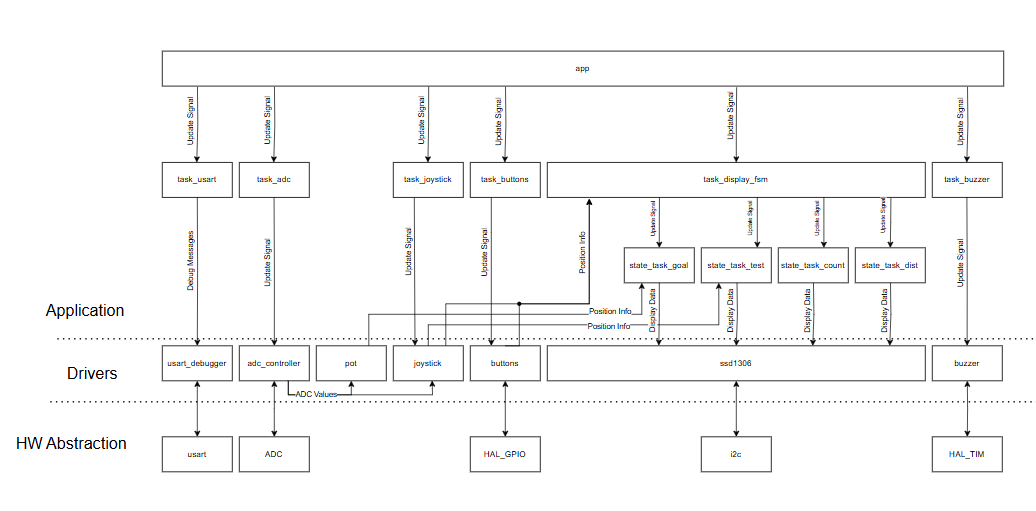 app
Update Signal
Update Signal
Update Signal
Update Signal
Update Signal
Update Signal
task_usart
task_adc
task_joystick
task_buttons
task_display_fsm
task_buzzer
Debug Messages
Update Signal
Update Signal
Update Signal
Position Info
Update Signal
Update Signal
Update Signal
Update Signal
Update Signal
state_task_goal
state_task_test
state_task_count
state_task_dist
Application
Position Info
Position Info
Display Data
Display Data
Display Data
Display Data
Drivers
usart_debugger
adc_controller
pot
joystick
buttons
ssd1306
buzzer
ADC Values
HW Abstraction
usart
ADC
HAL_GPIO
i2c
HAL_TIM